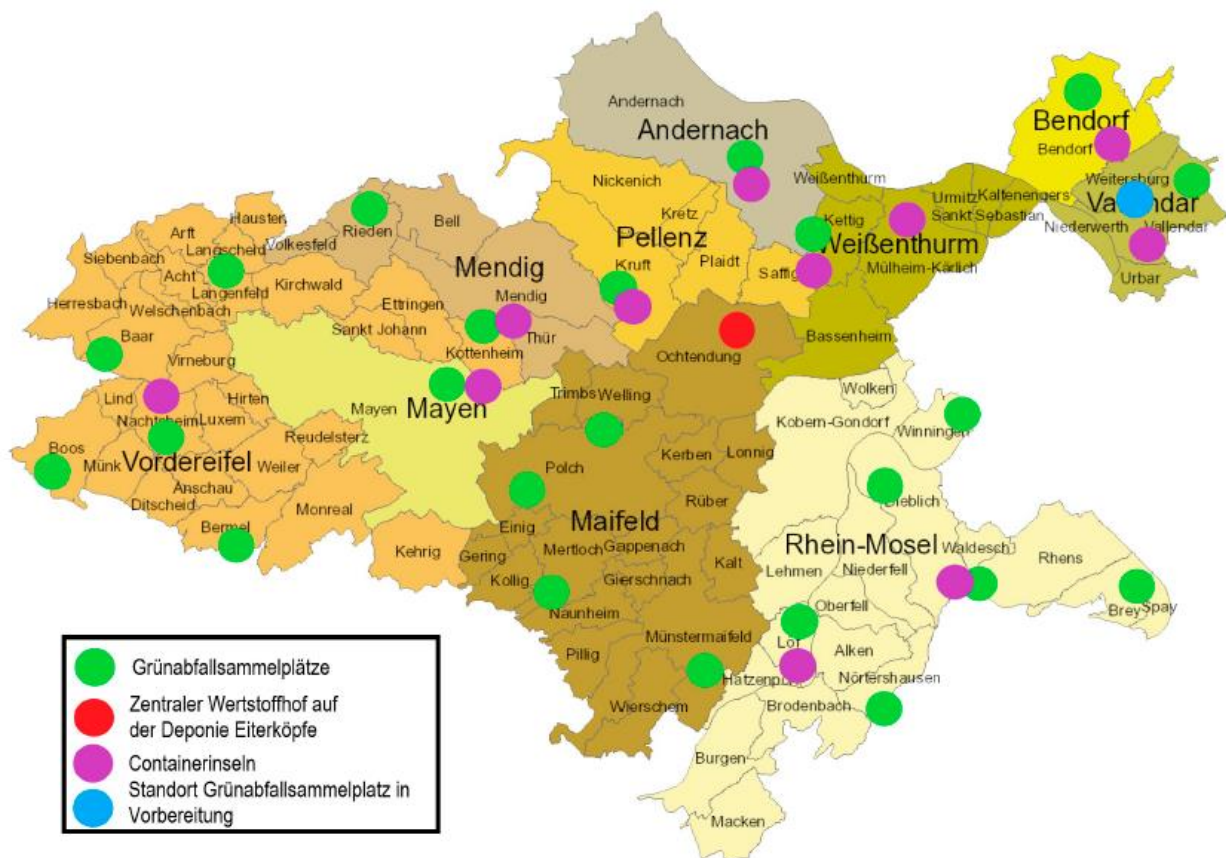 Andernach
Andernach
Bendorf
Bendorf
Weitersburg
Vallendar
Niederwerth
Vallendar
Urbar
Weißenthurm
Urmitz
Kaltenengers
Sankt Sebastian
Kettig
Weißenthurm
Mülheim-Kärlich
Bassenheim
Nickenich
Kretz
Pellenz
Plaidt
Saffig
Kruft
Rieden
Bell
Volkesfeld
Mendig
Mendig
Thür
Hausten
Arft
Langscheid
Siebenbach
Acht
Langenfeld
Kirchwald
Herresbach
Welschenbach
Ettringen
Sankt Johann
Kottenheim
Baar
Virneburg
Lind
Hirten
Nachtsheim
Luxem
Boos
Reudelsterz
Münk
Vordereifel
Weiler
Anschau
Ditscheid
Monreal
Bermel
Kehrig
Mayen
Mayen
Ochtendung
Trimbs
Welling
Kerben
Lonnig
Polch
Rüber
Einig
Maifeld
Mertloch
Gappenach
Gering
Kollig
Gierschnach
Kalt
Naunheim
Münstermaifeld
Pillig
Wierschem
Wolken
Kobern-Gondorf
Winningen
Dieblich
Rhein-Mosel
Waldesch
Rhens
Lehmen
Niederfell
Brey
Spay
Oberfell
Löf
Alken
Hatzenport
Nörtershausen
Brodenbach
Burgen
Macken
Grünabfallsammelplätze
Zentraler Wertstoffhof auf
der Deponie Eiterköpfe
Containerinseln
Standort Grünabfallsammelplatz in
Vorbereitung